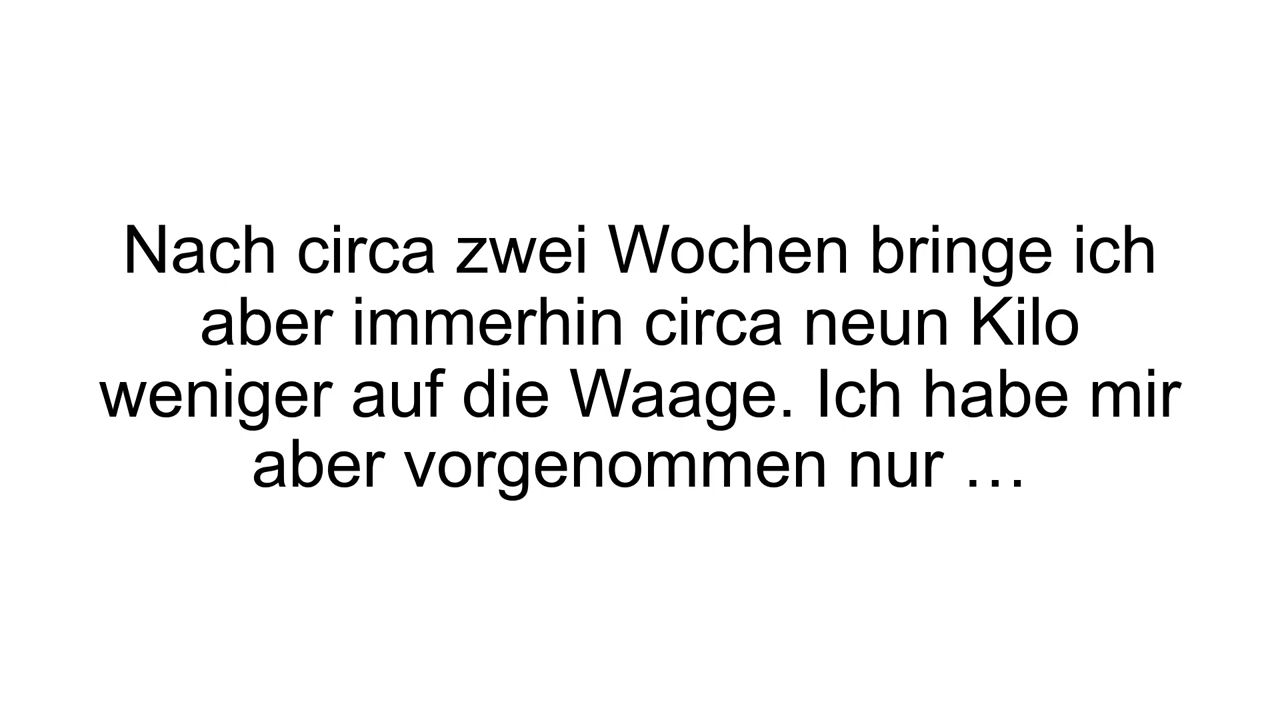 Nach circa zwei Wochen bringe ich
aber immerhin circa neun Kilo
weniger auf die Waage. Ich habe mir
aber vorgenommen nur …